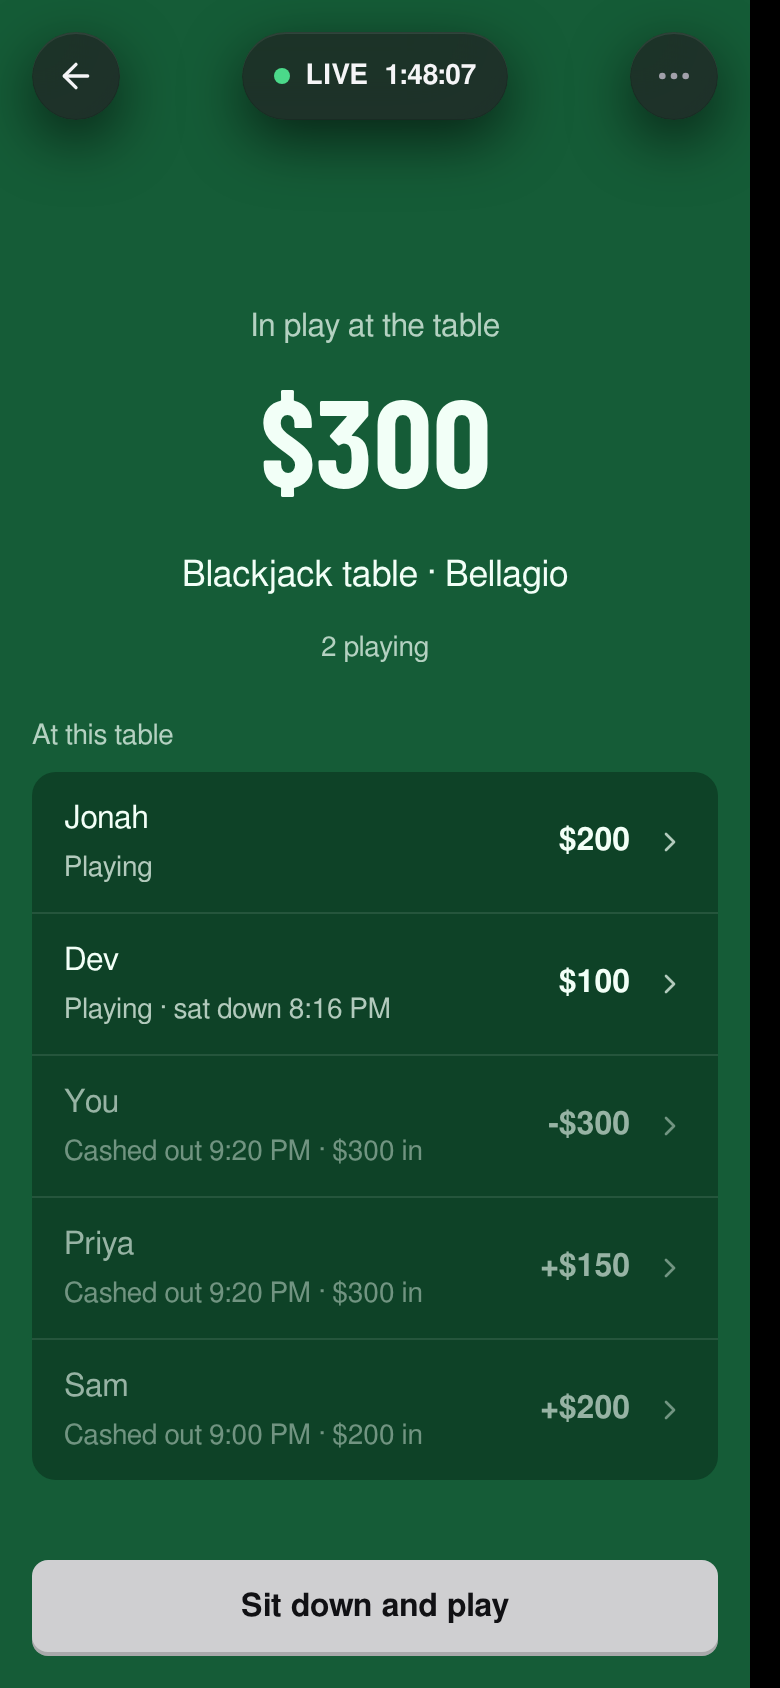 LIVE 1:48:07
In play at the table
$300
Blackjack table · Bellagio
2 playing
At this table
Jonah
Playing
$200
Dev
Playing · sat down 8:16 PM
$100
You
Cashed out 9:20 PM · $300 in
-$300
Priya
Cashed out 9:20 PM · $300 in
+$150
Sam
Cashed out 9:00 PM · $200 in
+$200
Sit down and play